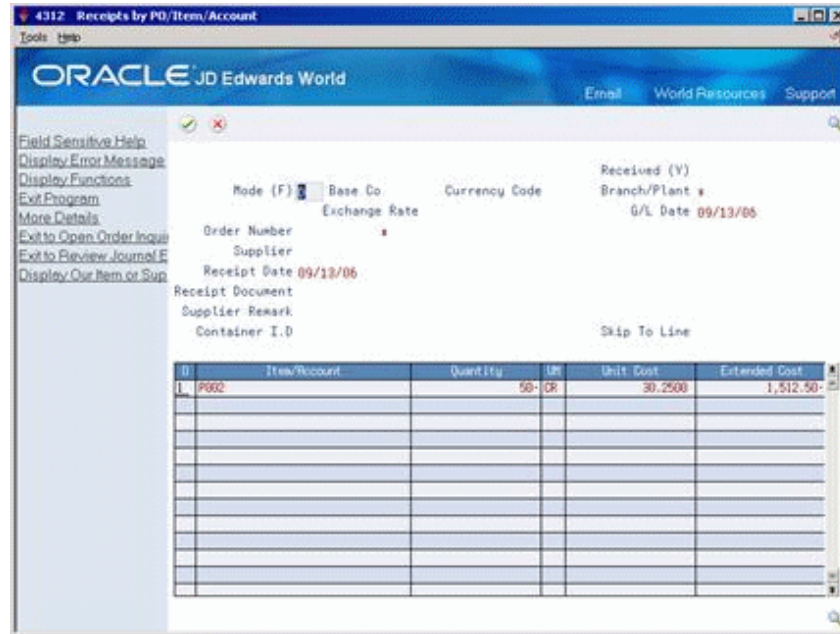 4312 Receipts by PO/Item/Account
Tools Help
ORACLE JD Edwards World
Email World Resources Support
Field Sensitive Help
Display Error Message
Display Functions
Exit Program
More Details
Exit to Open Order Inqui
Exit to Review Journal E
Display Our Item or Sup
Received (Y)
Mode (F) Base Co Currency Code Branch/Plant *
Exchange Rate G/L Date 09/13/06
Order Number *
Supplier
Receipt Date 09/13/06
Receipt Document
Supplier Remark
Container I.D Skip To Line
O Item/Account Quantity UM Unit Cost Extended Cost
1 P002 50- CR 30.2500 1,512.50-